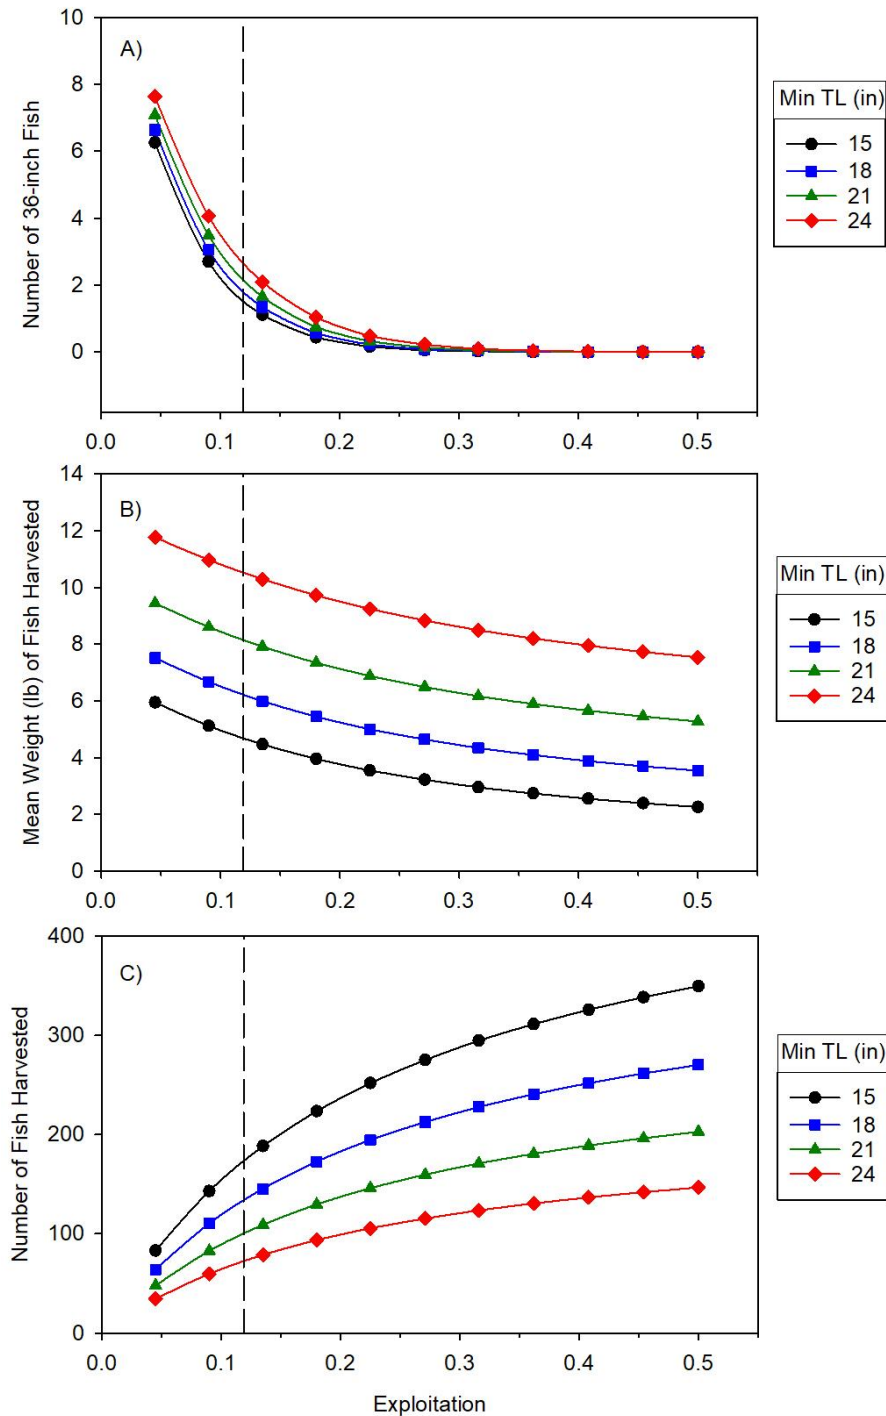 A)
Number of 36-inch Fish
10
8
6
4
2
0
0.0 0.1 0.2 0.3 0.4 0.5
Min TL (in)
15
18
21
24
B)
Mean Weight (lb) of Fish Harvested
14
12
10
8
6
4
2
0
0.0 0.1 0.2 0.3 0.4 0.5
Min TL (in)
15
18
21
24
C)
Number of Fish Harvested
400
300
200
100
0
0.0 0.1 0.2 0.3 0.4 0.5
Exploitation
Min TL (in)
15
18
21
24